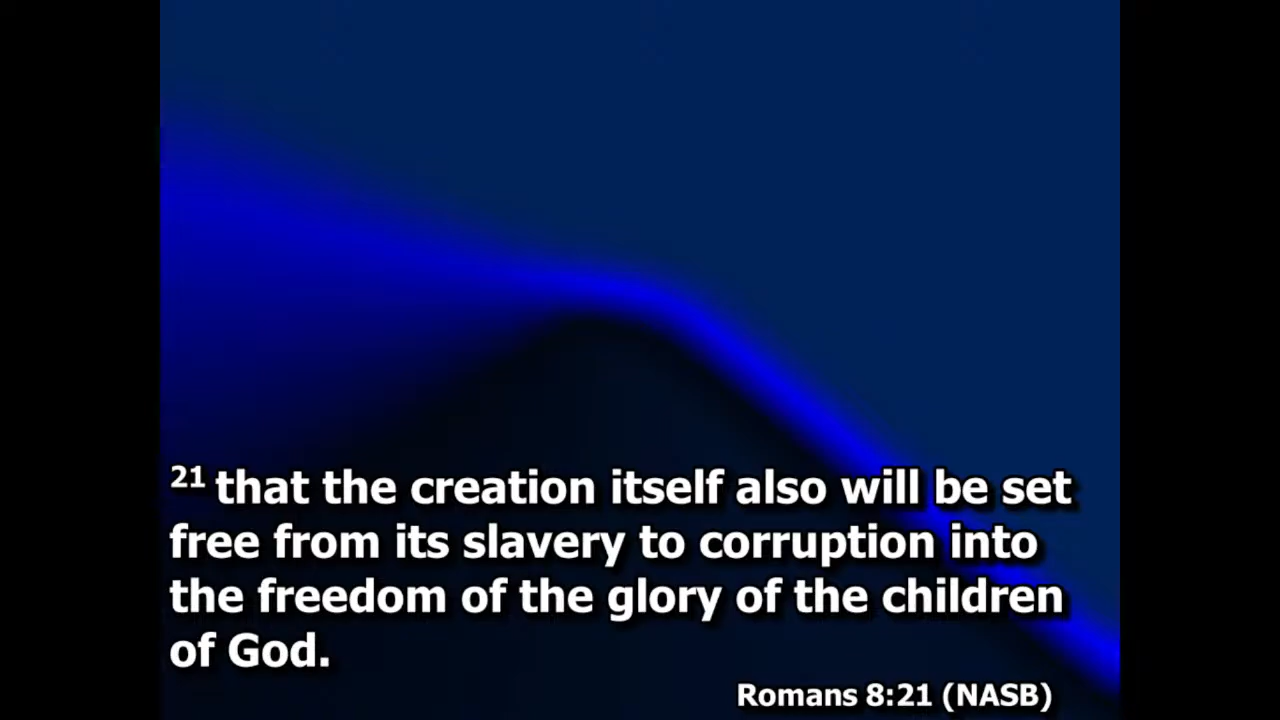 21 that the creation itself also will be set
free from its slavery to corruption into
the freedom of the glory of the children
of God.
Romans 8:21 (NASB)